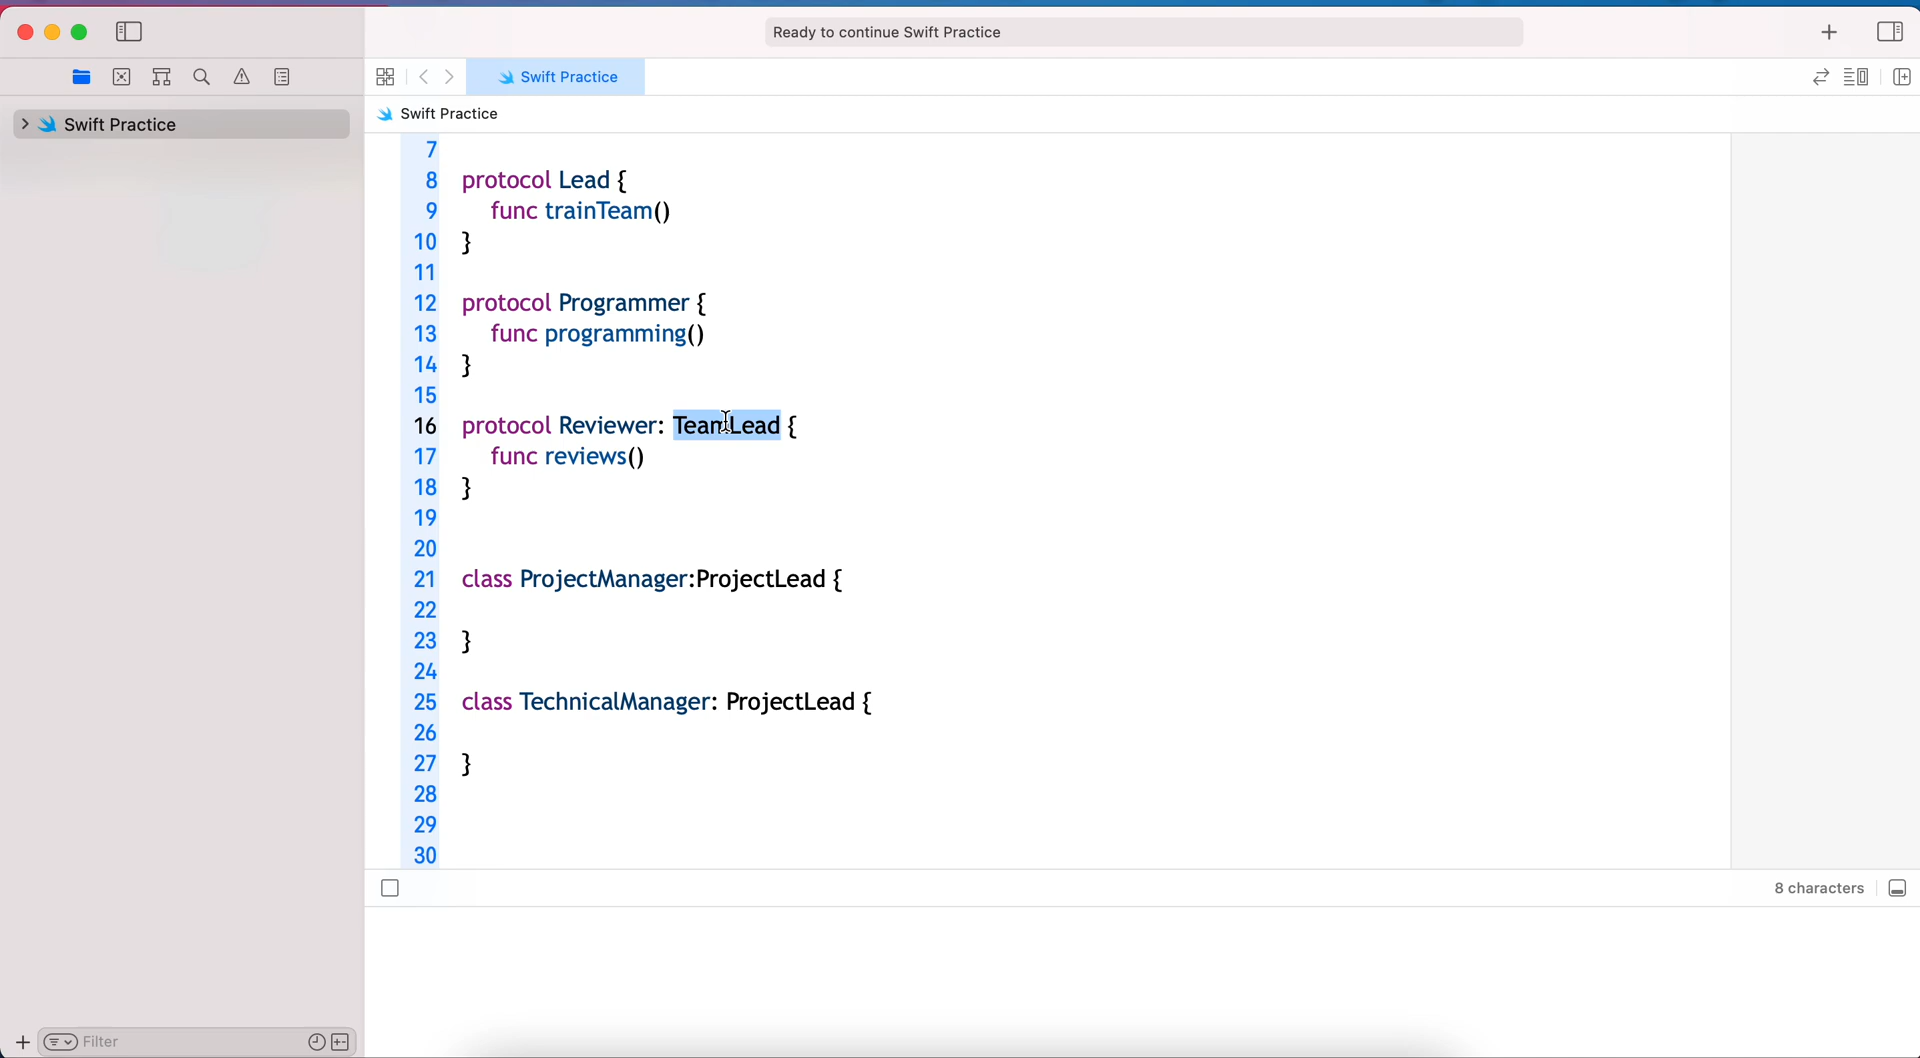 Ready to continue Swift Practice
Swift Practice
Swift Practice
Swift Practice
7
8 protocol Lead {
9 func trainTeam()
10 }
11
12 protocol Programmer {
13 func programming()
14 }
15
16 protocol Reviewer: TeamLead {
17 func reviews()
18 }
19
20
21 class ProjectManager:ProjectLead {
22
23 }
24
25 class TechnicalManager: ProjectLead {
26
27 }
28
29
30
8 characters
Filter